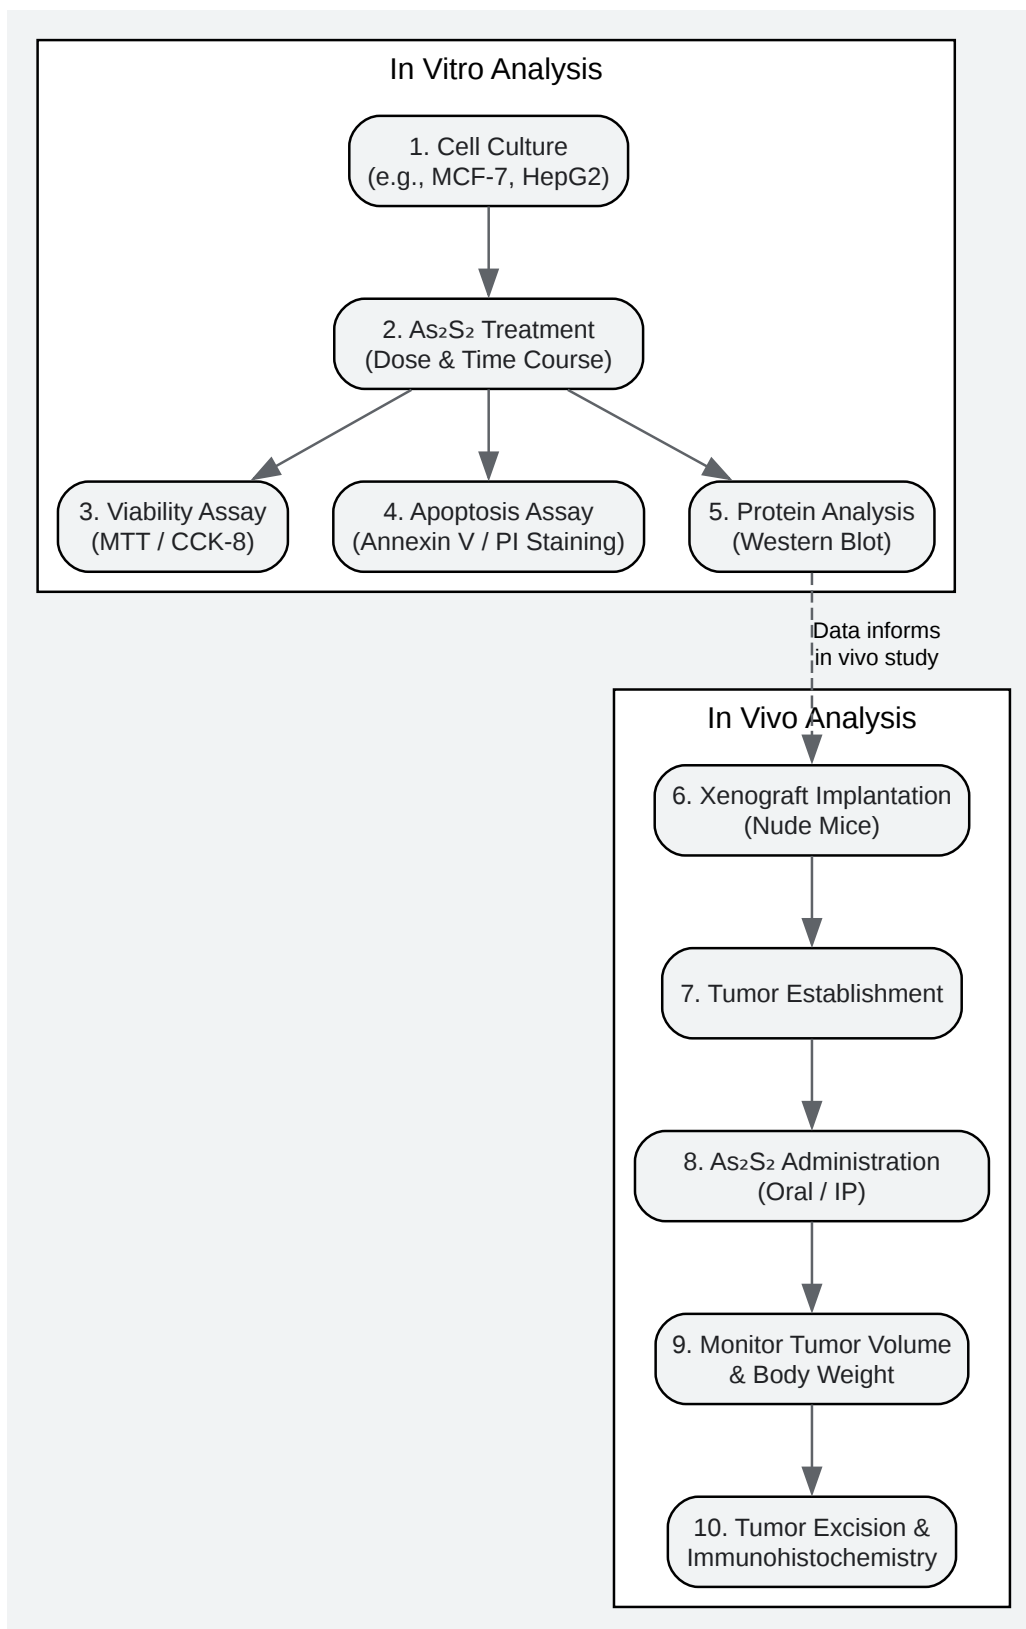 In Vitro Analysis
1. Cell Culture
(e.g., MCF-7, HepG2)
2. As₂S₂ Treatment
(Dose & Time Course)
3. Viability Assay
(MTT / CCK-8)
4. Apoptosis Assay
(Annexin V / PI Staining)
5. Protein Analysis
(Western Blot)
Data informs
in vivo study
In Vivo Analysis
6. Xenograft Implantation
(Nude Mice)
7. Tumor Establishment
8. As₂S₂ Administration
(Oral / IP)
9. Monitor Tumor Volume
& Body Weight
10. Tumor Excision &
Immunohistochemistry